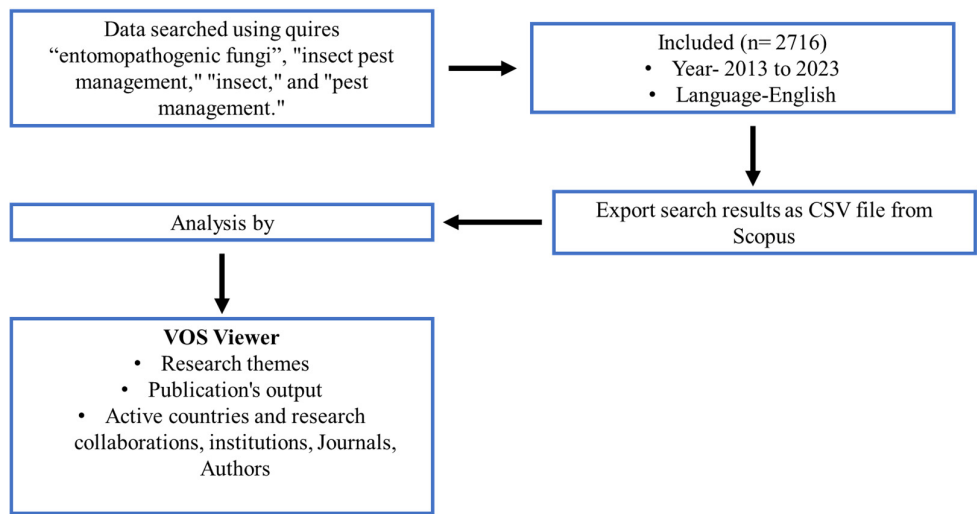 Data searched using quires
“entomopathogenic fungi”, "insect pest
management," "insect," and "pest
management."
Included (n= 2716)
• Year- 2013 to 2023
• Language-English
Export search results as CSV file from
Scopus
Analysis by
VOS Viewer
• Research themes
• Publication's output
• Active countries and research
collaborations, institutions, Journals,
Authors